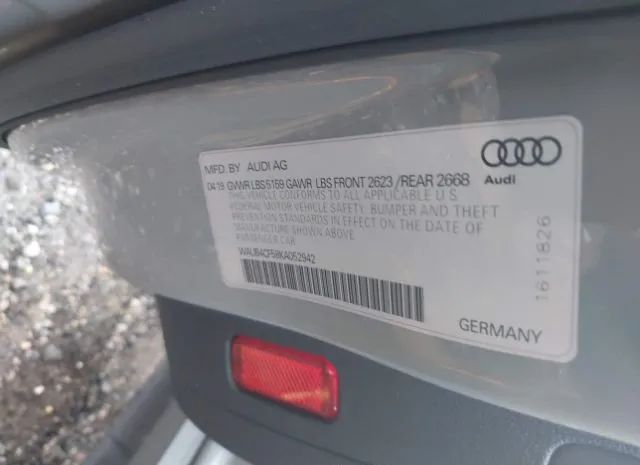 MFD. BY AUDI AG
04.19 GVWR LBS 5159 GAWR LBS FRONT 2623 / REAR 2668
THIS VEHICLE CONFORMS TO ALL APPLICABLE U S
FEDERAL MOTOR VEHICLE SAFETY, BUMPER AND THEFT
PREVENTION STANDARDS IN EFFECT ON THE DATE OF
MANUFACTURE SHOWN ABOVE.
PASSENGER CAR
WAUB4CF58KA052942
Audi
1611826
GERMANY